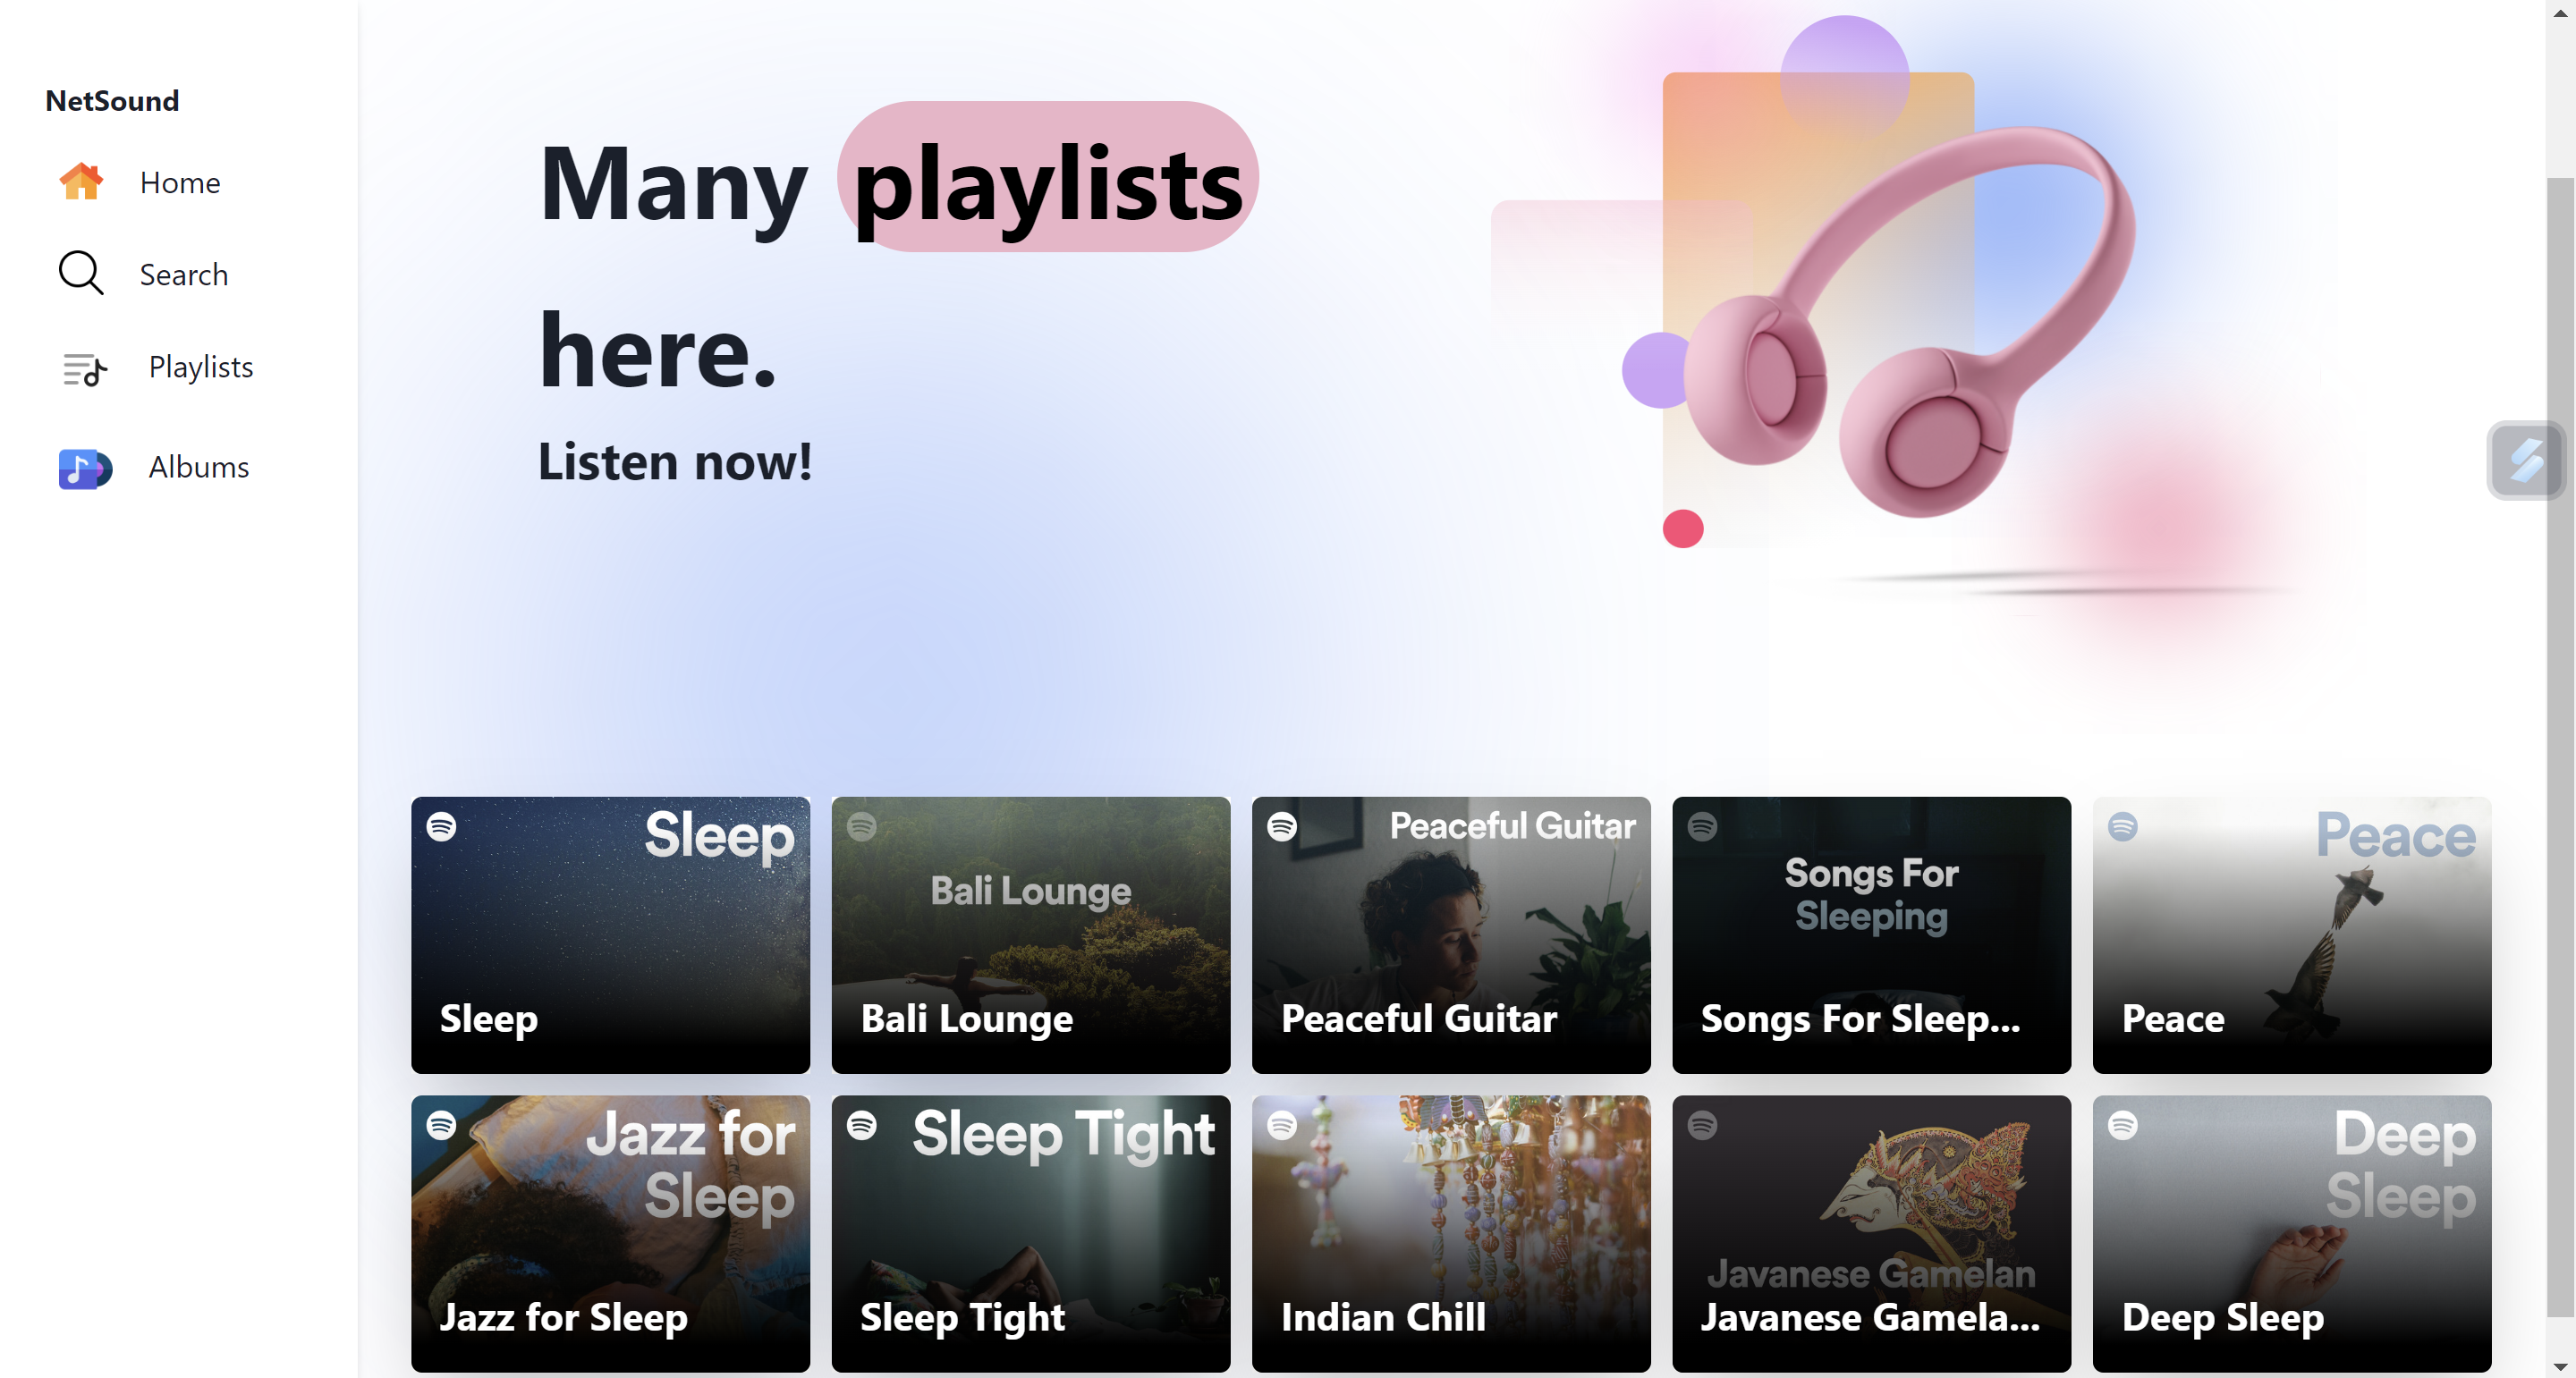 NetSound
Home
Search
Playlists
Albums
Many playlists
here.
Listen now!
Sleep
Sleep
Bali Lounge
Bali Lounge
Peaceful Guitar
Peaceful Guitar
Songs For
Sleeping
Songs For Sleep...
Peace
Peace
Jazz for
Sleep
Jazz for Sleep
Sleep Tight
Sleep Tight
Indian Chill
Javanese Gamelan
Javanese Gamela...
Deep
Sleep
Deep Sleep